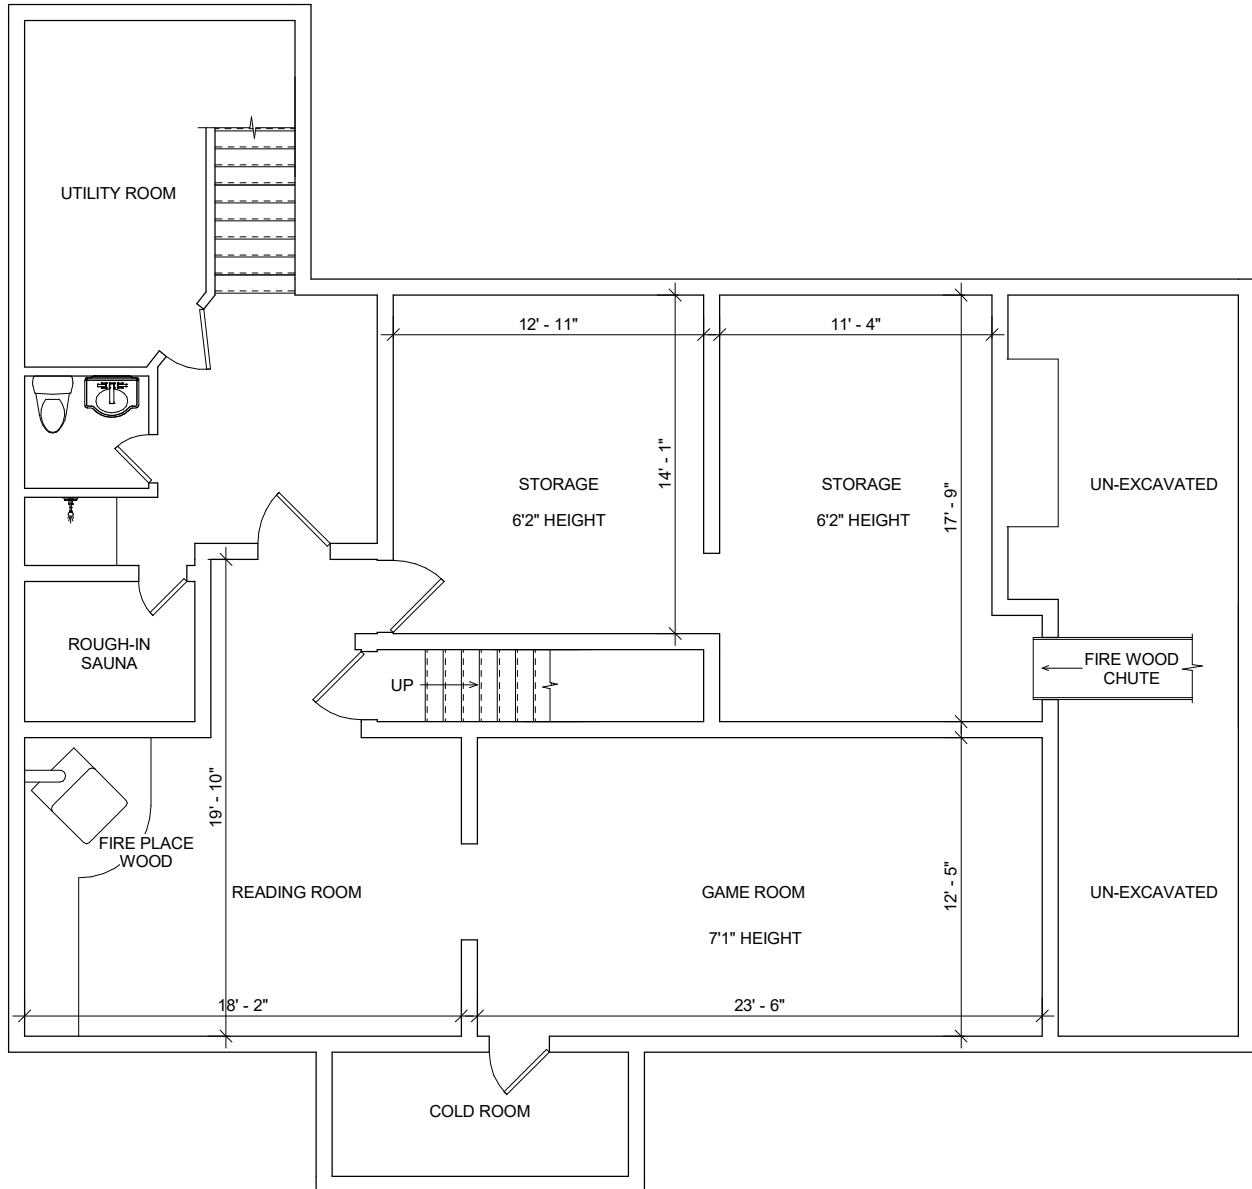 UTILITY ROOM
12' - 11"
11' - 4"
14' - 1"
17' - 9"
STORAGE
6'2" HEIGHT
STORAGE
6'2" HEIGHT
UN-EXCAVATED
ROUGH-IN
SAUNA
UP
FIRE WOOD
CHUTE
19' - 10"
FIRE PLACE
WOOD
READING ROOM
GAME ROOM
7'1" HEIGHT
12' - 5"
UN-EXCAVATED
18' - 2"
23' - 6"
COLD ROOM